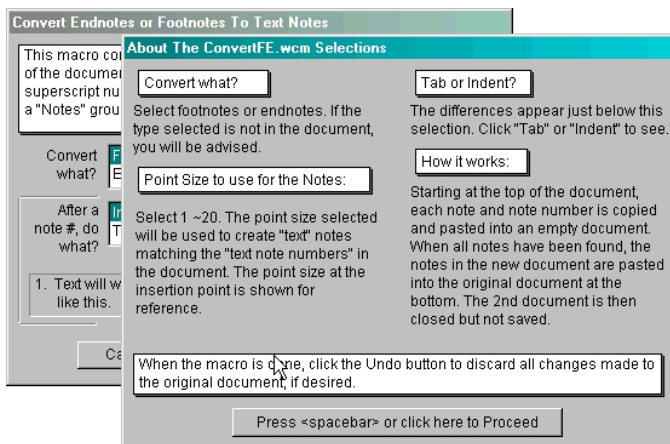 Convert Endnotes or Footnotes To Text Notes
This macro
of the
superscript
a "Notes"
Convert
what?
After a
note #, do
what?
1. Text will
like this.
About The ConvertFE.wcm Selections
Convert what?
Select footnotes or endnotes. If the
type selected is not in the document,
you will be advised.
Point Size to use for the Notes:
Select 1 ~20. The point size selected
will be used to create "text" notes
matching the "text note numbers" in
the document. The point size at the
insertion point is shown for
reference.
Tab or Indent?
The differences appear just below this
selection. Click "Tab" or "Indent" to see.
How it works:
Starting at the top of the document,
each note and note number is copied
and pasted into an empty document.
When all notes have been found, the
notes in the new document are pasted
into the original document at the
bottom. The 2nd document is then
closed but not saved.
When the macro is done, click the Undo button to discard all changes made to
the original document, if desired.
Press <spacebar> or click here to Proceed